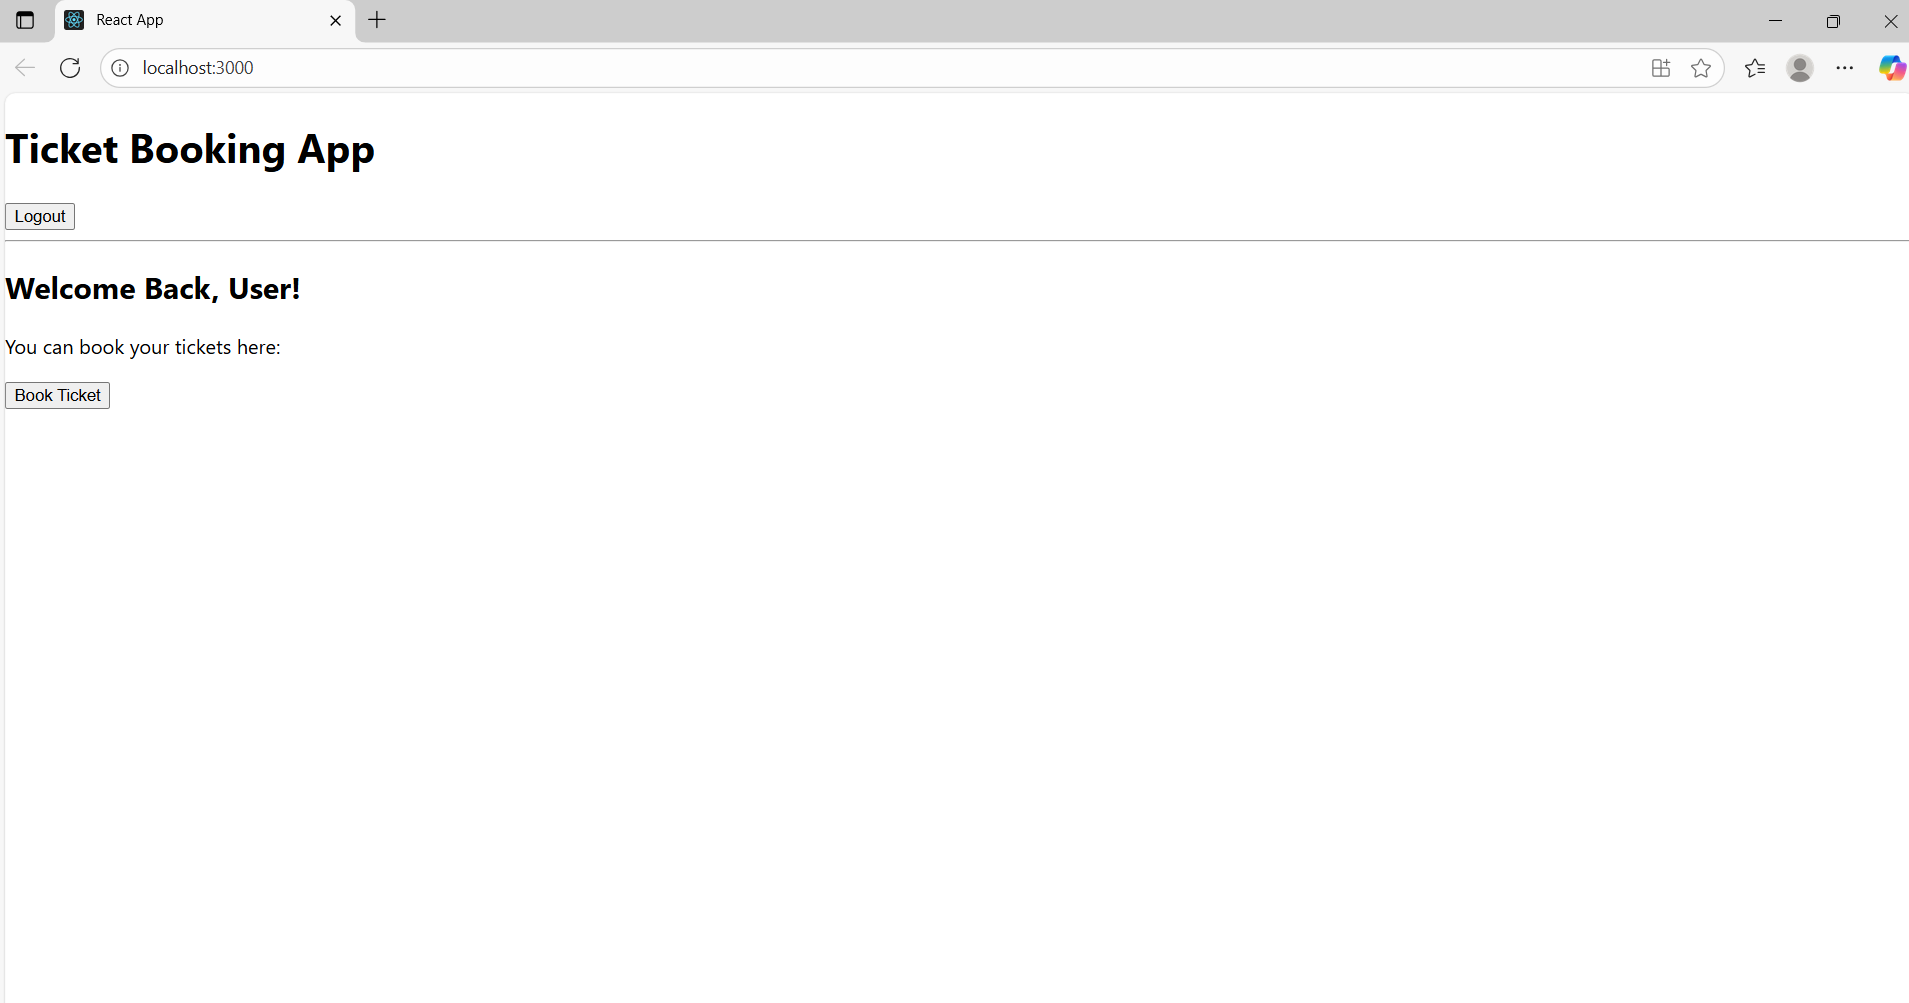 React App
localhost:3000
Ticket Booking App
Logout
Welcome Back, User!
You can book your tickets here:
Book Ticket